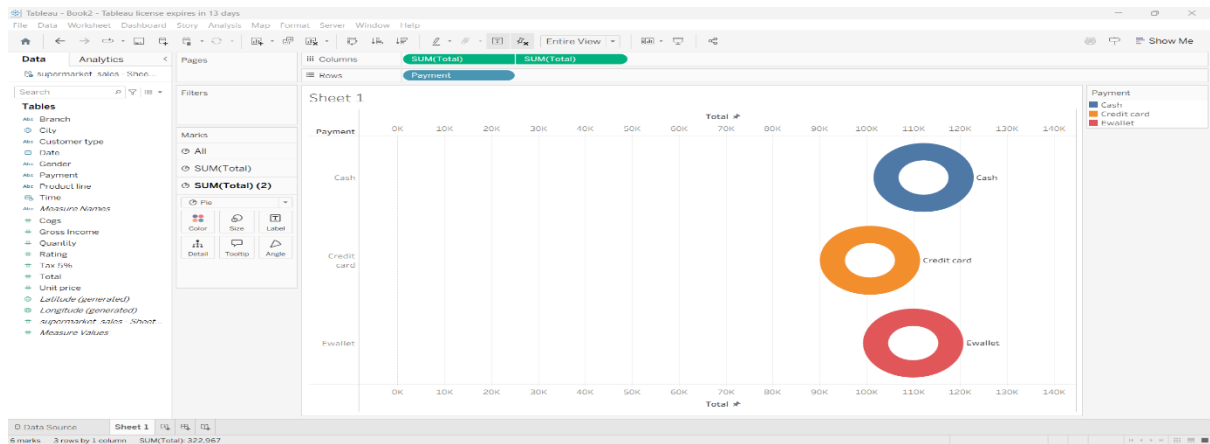 Tableau - Book2 - Tableau license expires in 13 days
File Data Worksheet Dashboard Story Analysis Map Format Server Window Help
Entire View
Show Me
Data Analytics
supermarket_sales - Shee...
Search
Tables
Abc Branch
City
Abc Customer type
Date
Abc Gender
Abc Payment
Abc Product line
Time
Abc Measure Names
Cogs
Gross Income
Quantity
Rating
Tax 5%
Total
Unit price
Latitude (generated)
Longitude (generated)
supermarket_sales - Sheet...
Measure Values
Pages
Filters
Marks
All
SUM(Total)
SUM(Total) (2)
Pie
Color Size Label
Detail Tooltip Angle
Columns SUM(Total) SUM(Total)
Rows Payment
Sheet 1
Total
Payment 0K 10K 20K 30K 40K 50K 60K 70K 80K 90K 100K 110K 120K 130K 140K
Cash Cash
Credit
card
Credit card
Ewallet Ewallet
0K 10K 20K 30K 40K 50K 60K 70K 80K 90K 100K 110K 120K 130K 140K
Total
Payment
Cash
Credit card
Ewallet
Data Source Sheet 1
6 marks 3 rows by 1 column SUM(Total): 322,967